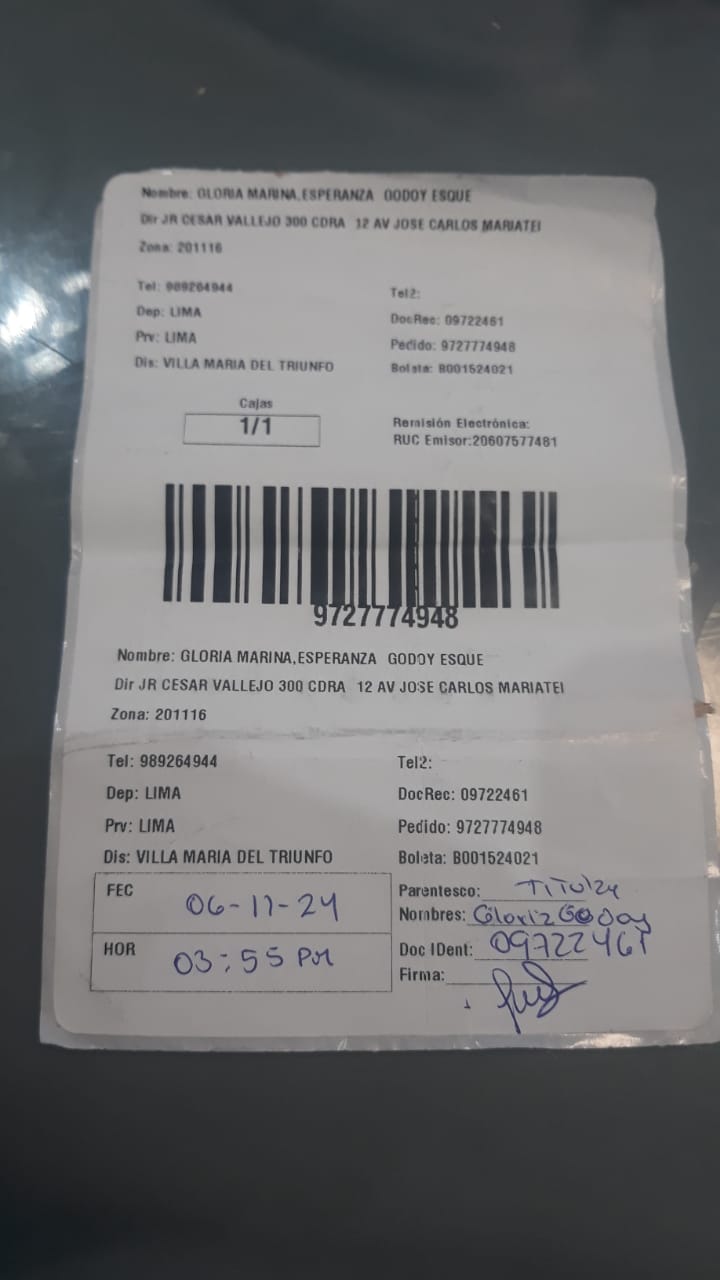 Nombre: GLORIA MARINA,ESPERANZA GODOY ESQUE
Dir JR CESAR VALLEJO 300 CDRA 12 AV JOSE CARLOS MARIATEI
Zona: 201116
Tel: 989264944
Tel2:
Dep: LIMA
DocRec: 09722461
Prv: LIMA
Pedido: 9727774948
Dis: VILLA MARIA DEL TRIUNFO
Boleta: B001524021
Cajas
1/1
Remisión Electrónica:
RUC Emisor:20607577481
9727774948
Nombre: GLORIA MARINA,ESPERANZA GODOY ESQUE
Dir JR CESAR VALLEJO 300 CDRA 12 AV JOSE CARLOS MARIATEI
Zona: 201116
Tel: 989264944
Tel2:
Dep: LIMA
DocRec: 09722461
Prv: LIMA
Pedido: 9727774948
Dis: VILLA MARIA DEL TRIUNFO
Boleta: B001524021
FEC 06-11-24
HOR 03:55 PM
Parentesco: TITULAR
Nombres: Gloria Godoy
Doc IDent: 09722461
Firma: